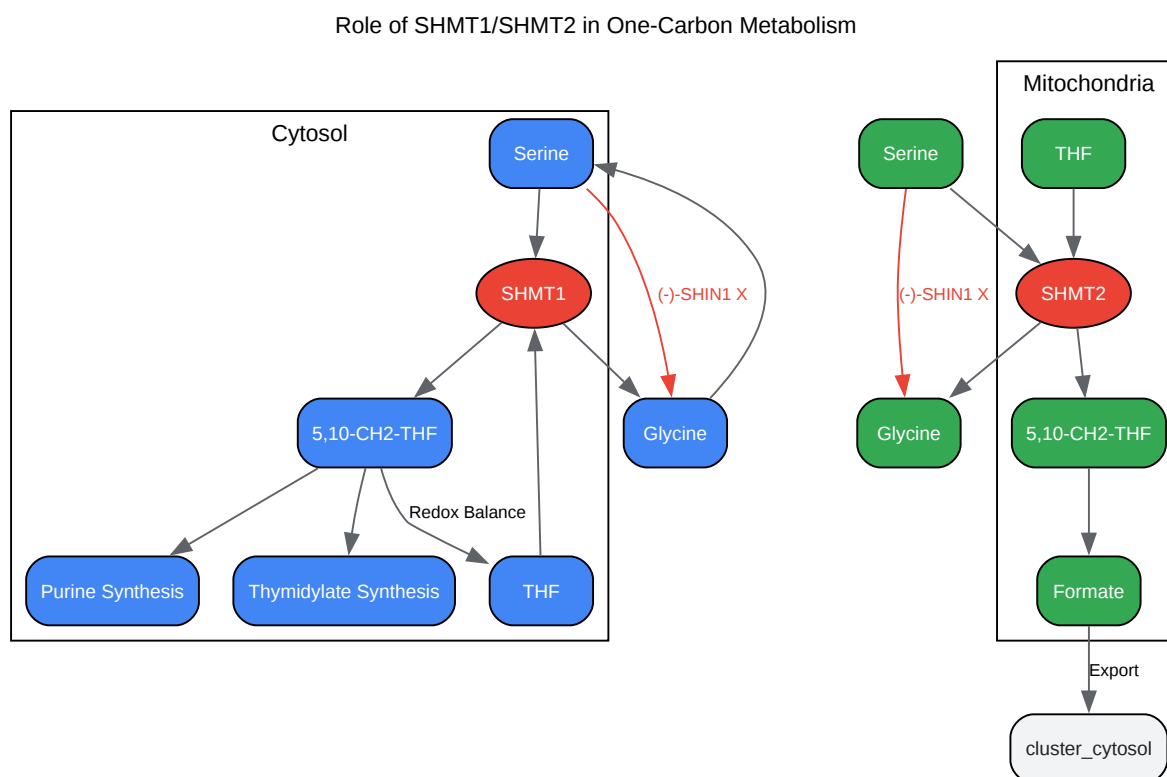 Role of SHMT1/SHMT2 in One-Carbon Metabolism
Cytosol
Mitochondria
Serine
Serine
THF
SHMT1
(-)-SHIN1 X
(-)-SHIN1 X
SHMT2
5,10-CH2-THF
Glycine
Glycine
5,10-CH2-THF
Redox Balance
Purine Synthesis
Thymidylate Synthesis
THF
Formate
Export
cluster_cytosol